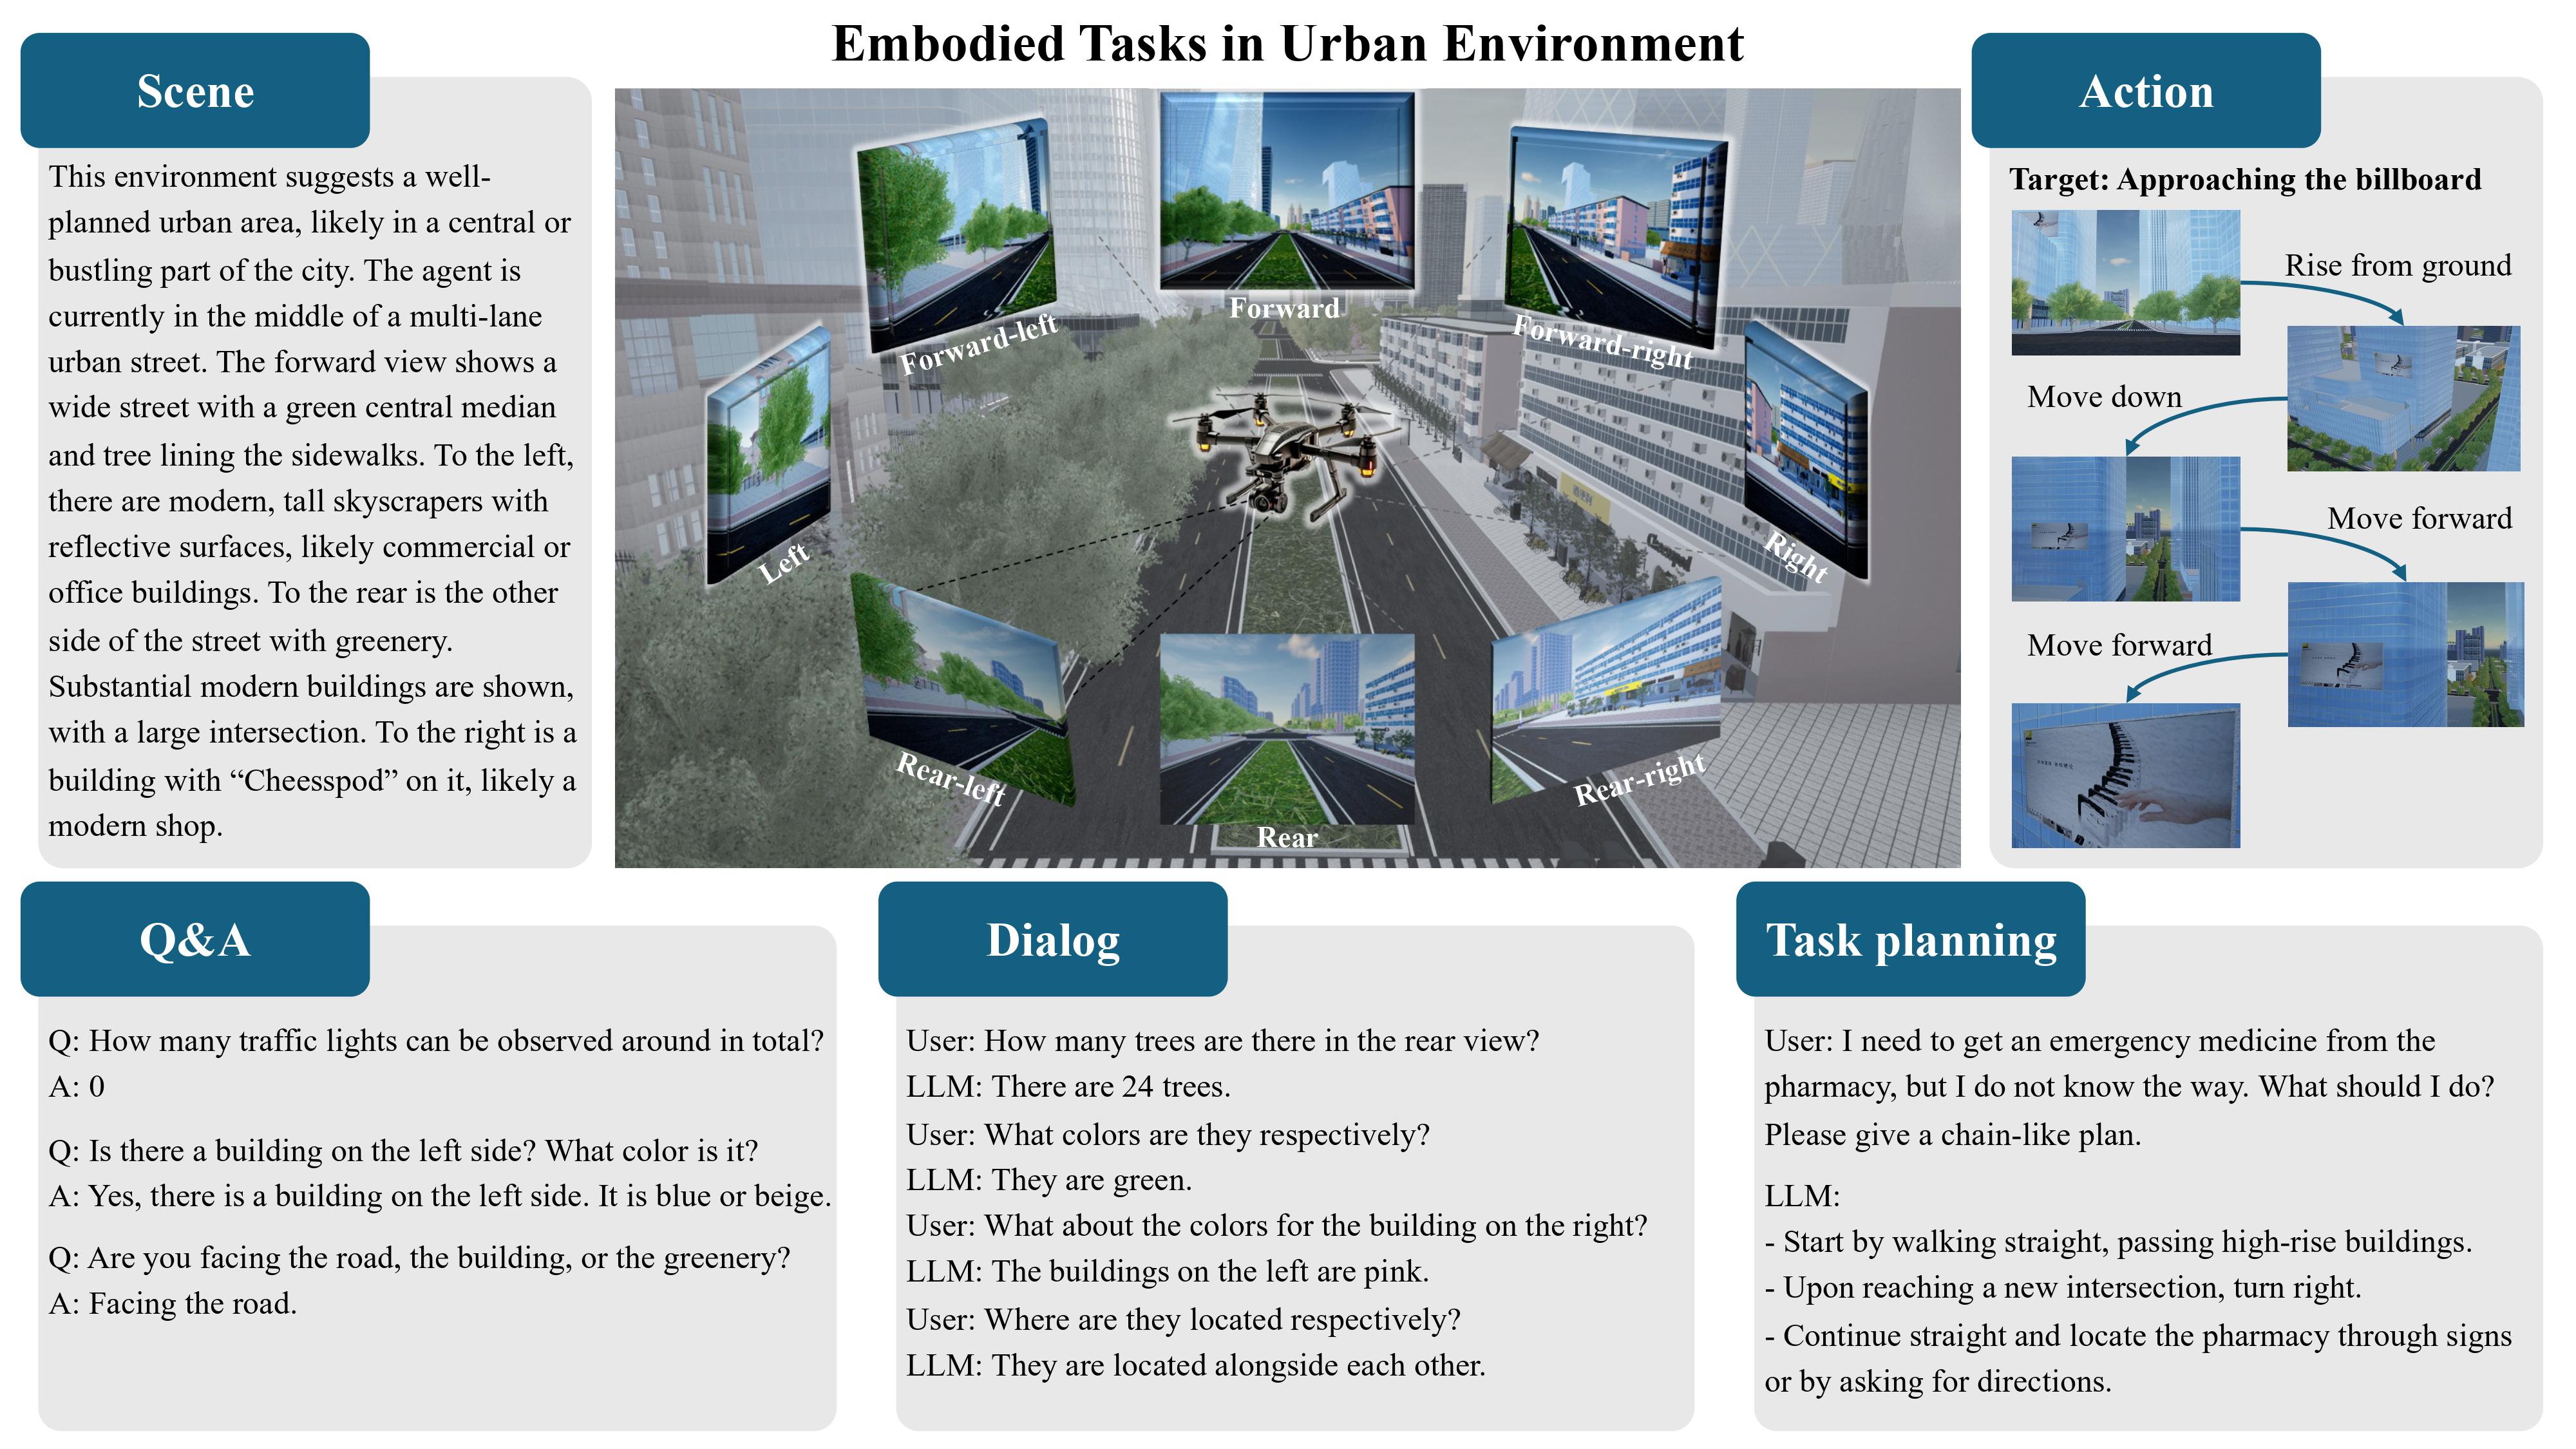 Embodied Tasks in Urban Environment
Scene
This environment suggests a well-
planned urban area, likely in a central or
bustling part of the city. The agent is
currently in the middle of a multi-lane
urban street. The forward view shows a
wide street with a green central median
and tree lining the sidewalks. To the left,
there are modern, tall skyscrapers with
reflective surfaces, likely commercial or
office buildings. To the rear is the other
side of the street with greenery.
Substantial modern buildings are shown,
with a large intersection. To the right is a
building with “Cheesspod” on it, likely a
modern shop.
Forward-left
Forward
Forward-right
Left
Right
Rear-left
Rear
Rear-right
Action
Target: Approaching the billboard
Rise from ground
Move down
Move forward
Move forward
Q&A
Q: How many traffic lights can be observed around in total?
A: 0
Q: Is there a building on the left side? What color is it?
A: Yes, there is a building on the left side. It is blue or beige.
Q: Are you facing the road, the building, or the greenery?
A: Facing the road.
Dialog
User: How many trees are there in the rear view?
LLM: There are 24 trees.
User: What colors are they respectively?
LLM: They are green.
User: What about the colors for the building on the right?
LLM: The buildings on the left are pink.
User: Where are they located respectively?
LLM: They are located alongside each other.
Task planning
User: I need to get an emergency medicine from the
pharmacy, but I do not know the way. What should I do?
Please give a chain-like plan.
LLM:
- Start by walking straight, passing high-rise buildings.
- Upon reaching a new intersection, turn right.
- Continue straight and locate the pharmacy through signs
or by asking for directions.